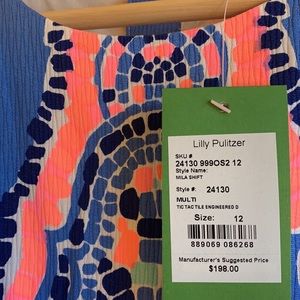 Lilly Pulitzer
SKU #
24130 999OS2 12
Style Name:
MILA SHIFT
Style #: 24130
MULTI
TIC TAC TILE ENGINEERED D
Size: 12
889069 086268
Manufacturer's Suggested Price
$198.00